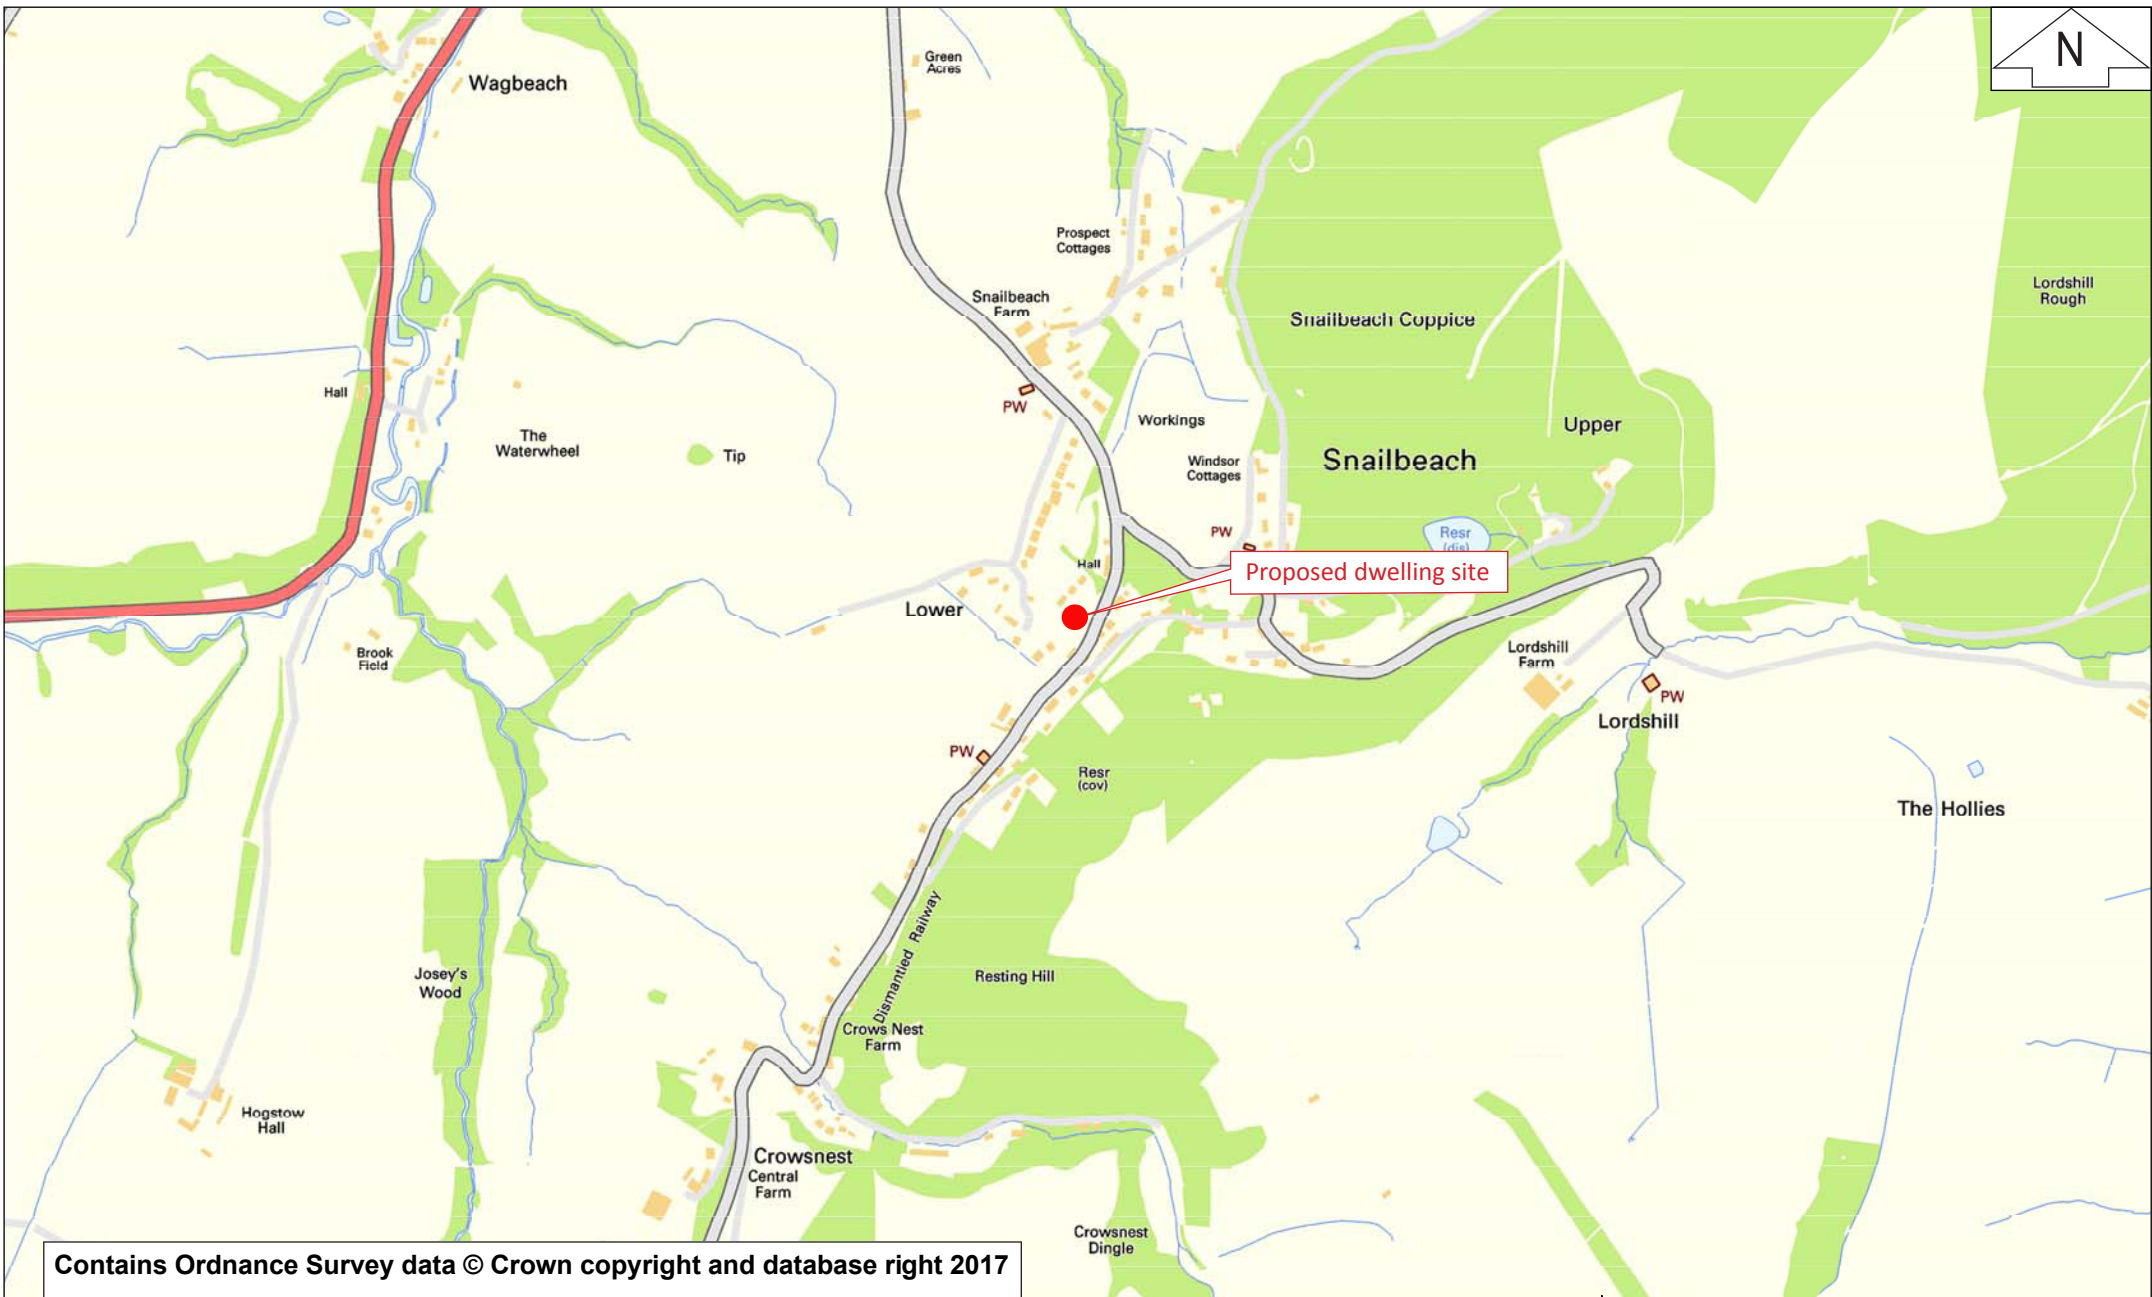 N
Green
Acres
Wagbeach
Prospect
Cottages
Snailbeach
Farm
Lordshill
Rough
Snailbeach Coppice
Hall
PW
Workings
Upper
The
Waterwheel
Tip
Windsor
Cottages
Snailbeach
PW
Resr
(dis)
Hall
Proposed dwelling site
Lower
Brook
Field
Lordshill
Farm
PW
Lordshill
PW
Resr
(cov)
The Hollies
Dismantled Railway
Josey's
Wood
Resting Hill
Crows Nest
Farm
Hogstow
Hall
Crowsnest
Central
Farm
Crowsnest
Dingle
Contains Ordnance Survey data © Crown copyright and database right 2017